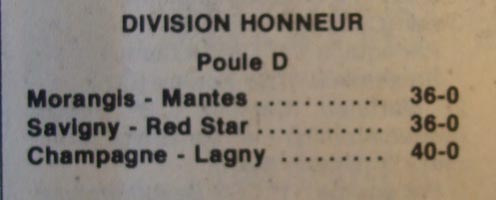 DIVISION HONNEUR
Poule D
Morangis - Mantes ........... 36-0
Savigny - Red Star ........... 36-0
Champagne - Lagny ......... 40-0